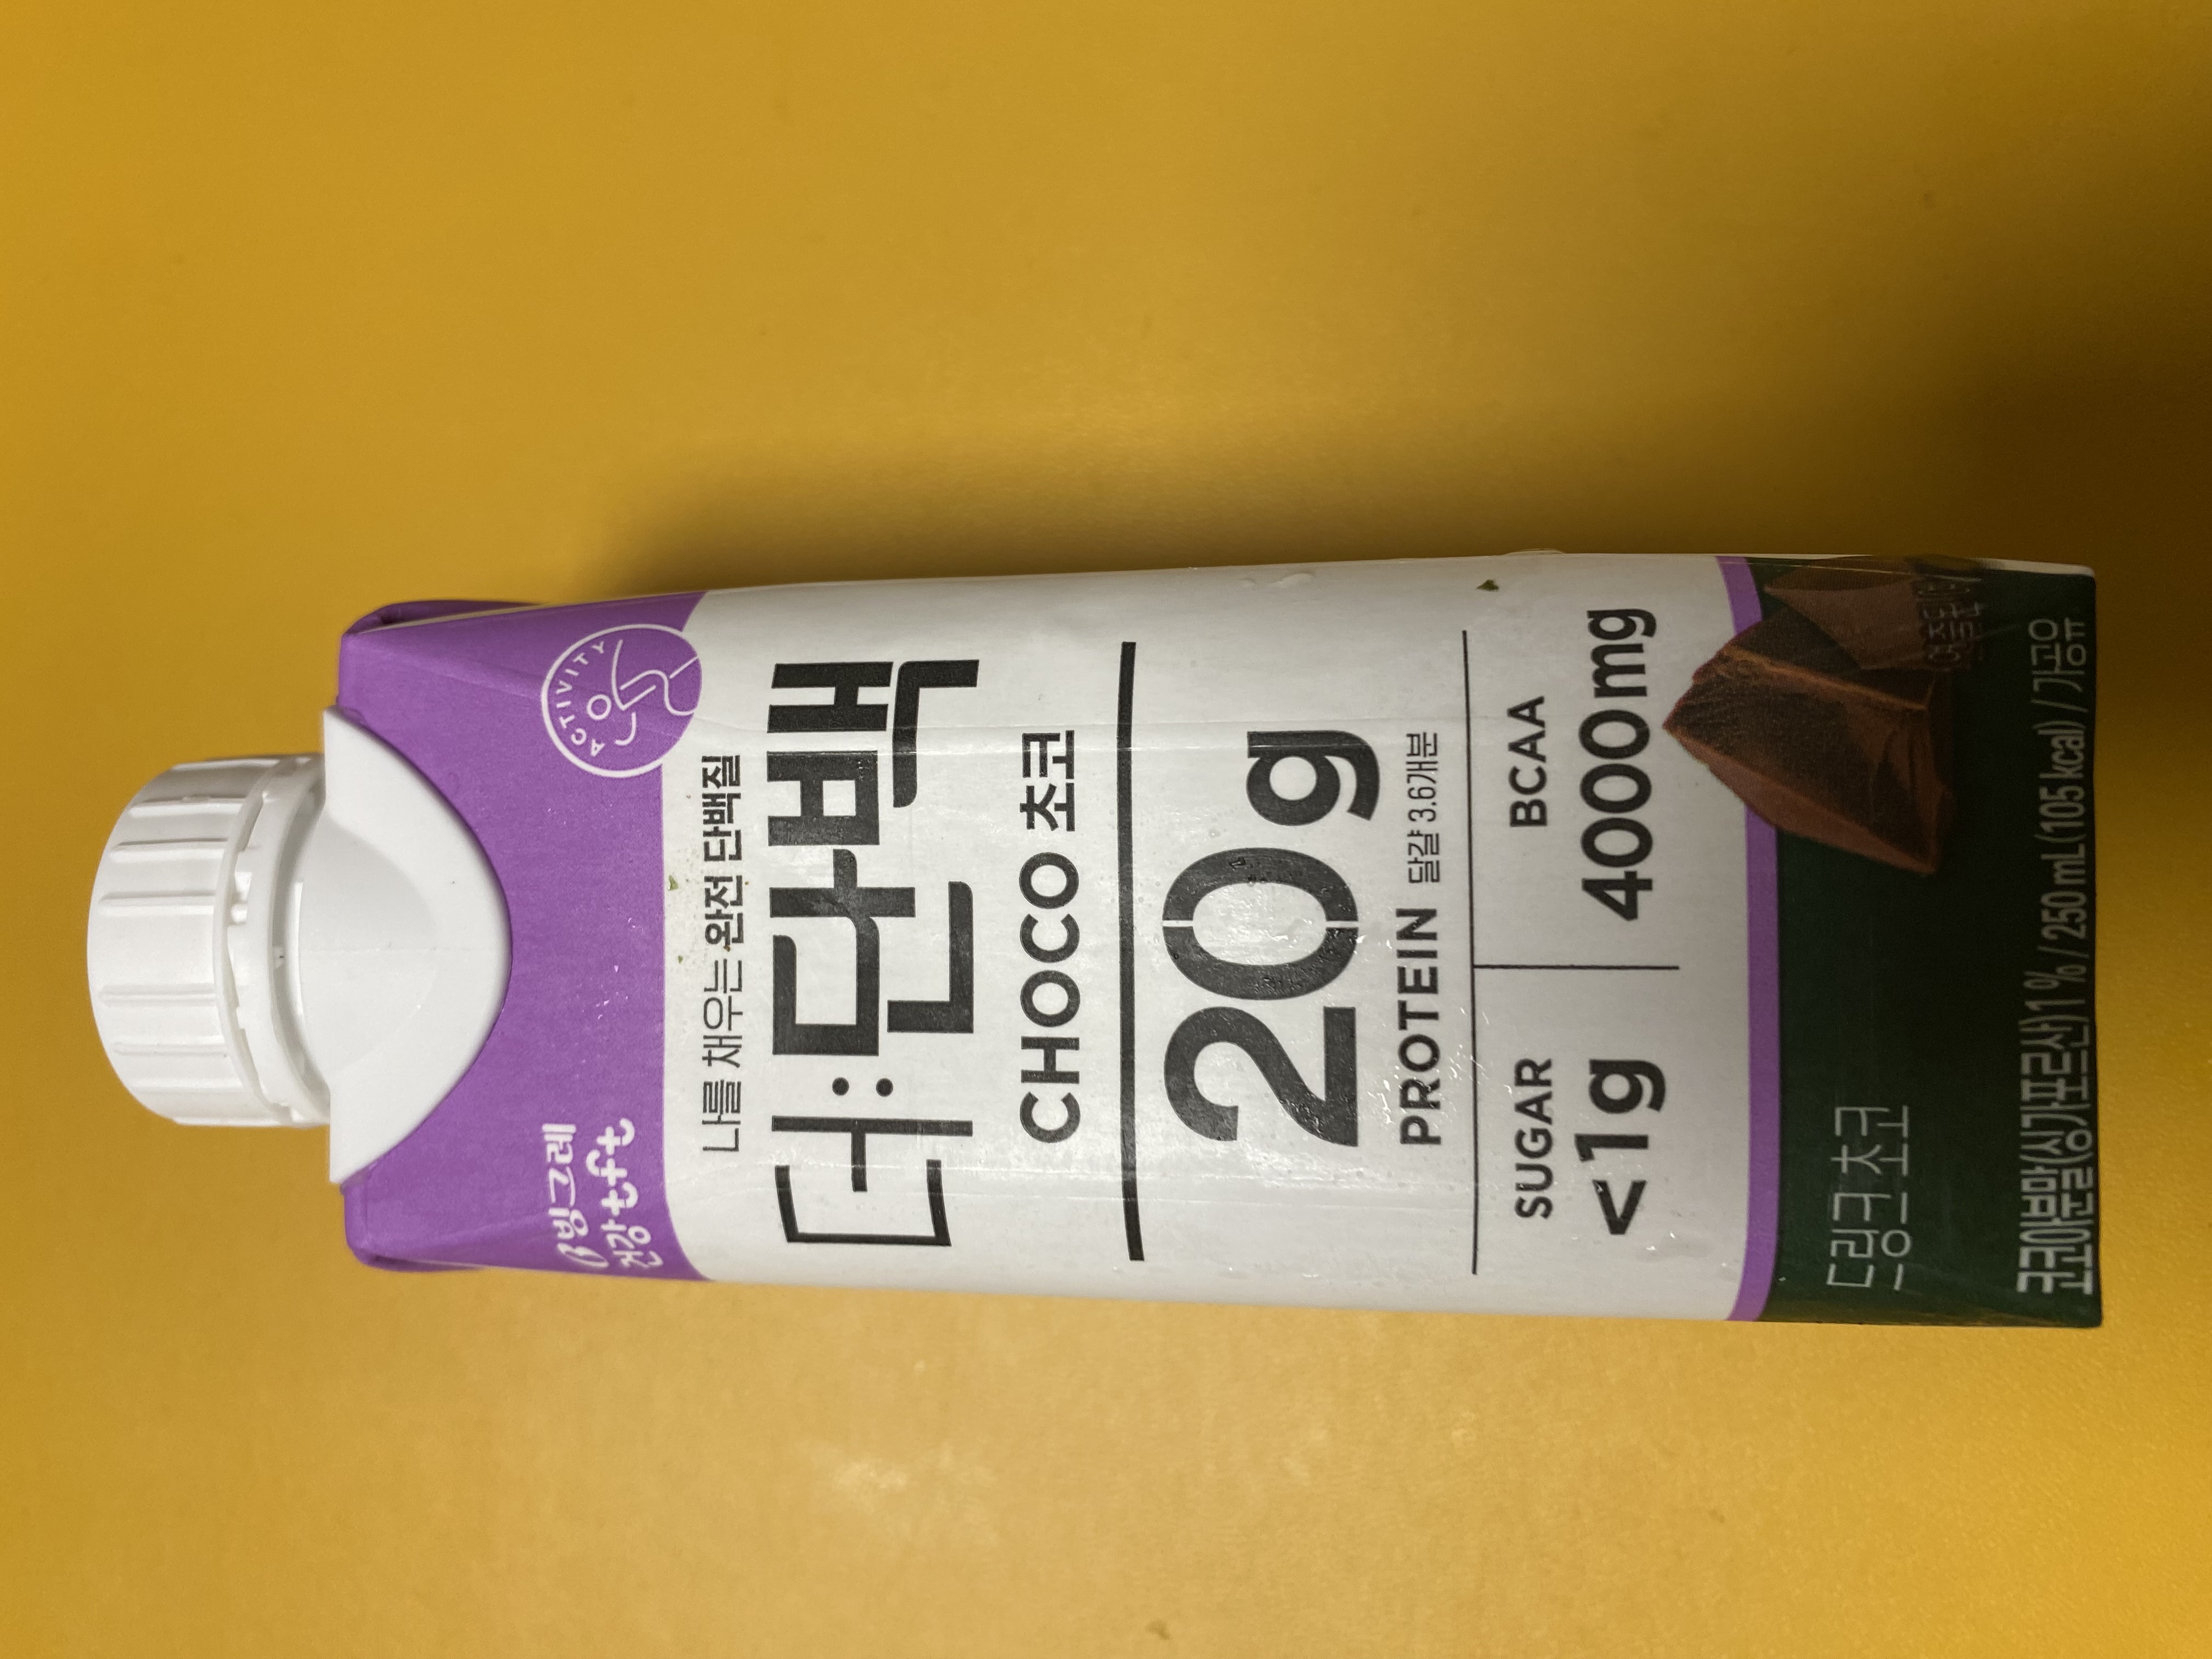 빙그레
건강tft
ACTIVITY
나를 채우는 완전 단백질
더:단백
CHOCO 초코
20g
PROTEIN 달걀 3.6개분
SUGAR
<1g
BCAA
4000mg
드링크 초코
코코아분말(싱가포르산) 1 % / 250 mL (105 kcal) / 가공유